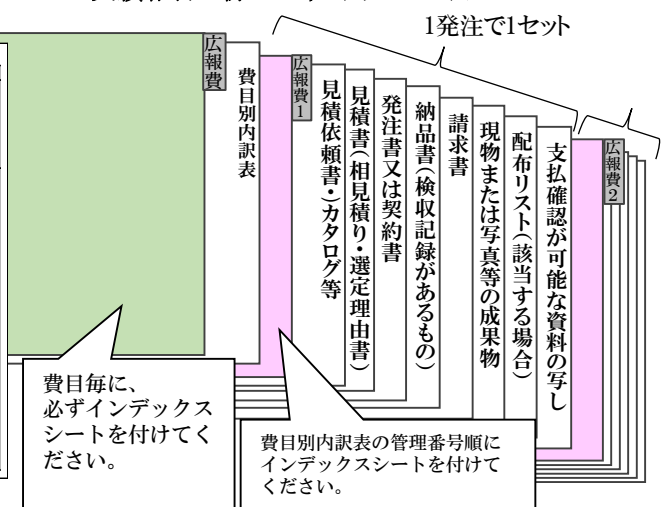 1発注で1セット
広報費
費目別内訳表
広報費1
見積依頼書・)カタログ等
見積書(相見積り・選定理由書)
発注書又は契約書
納品書(検収記録があるもの)
請求書
現物または写真等の成果物
配布リスト(該当する場合)
支払確認が可能な資料の写し
広報費2
費目毎に、
必ずインデックス
シートを付けてく
ださい。
費目別内訳表の管理番号順に
インデックスシートを付けて
ください。